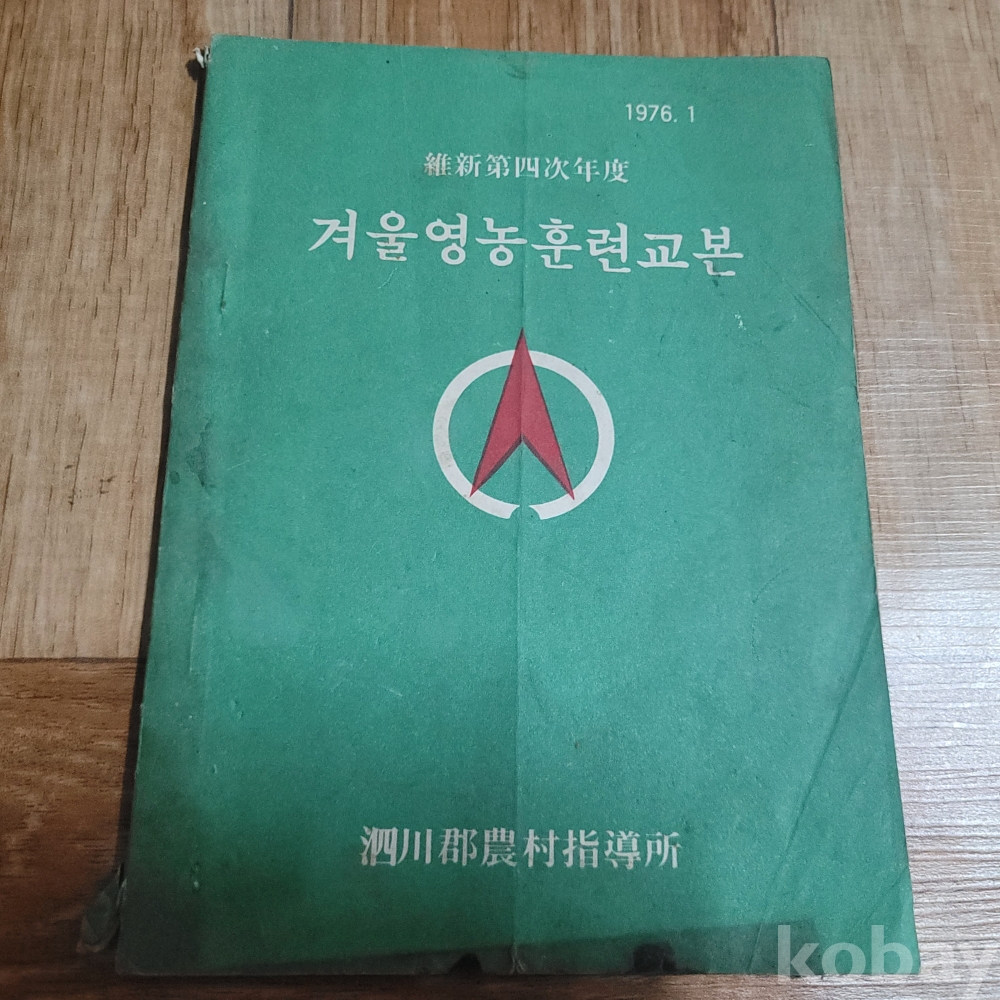 1976. 1
維新第四次年度
겨울영농훈련교본
泗川郡農村指導所
kobay